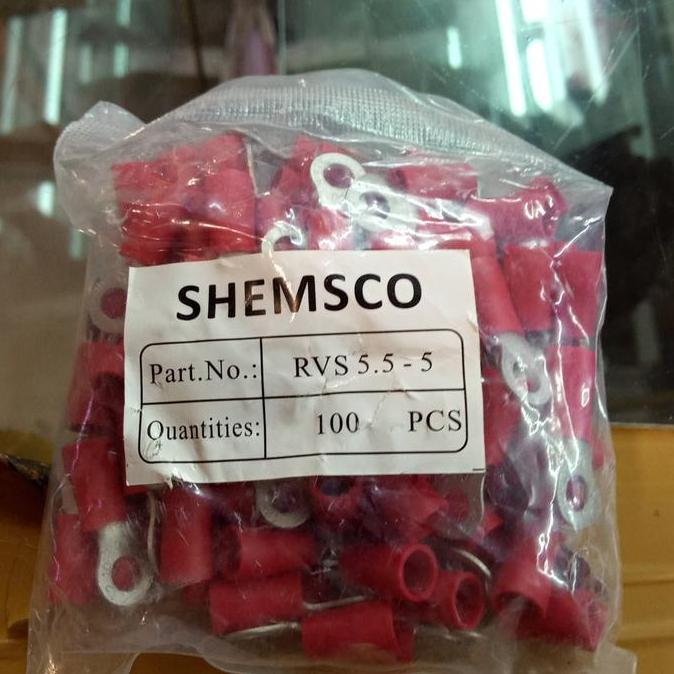 SHEMSCO
Part.No.: RVS 5.5 - 5
Quantities: 100 PCS